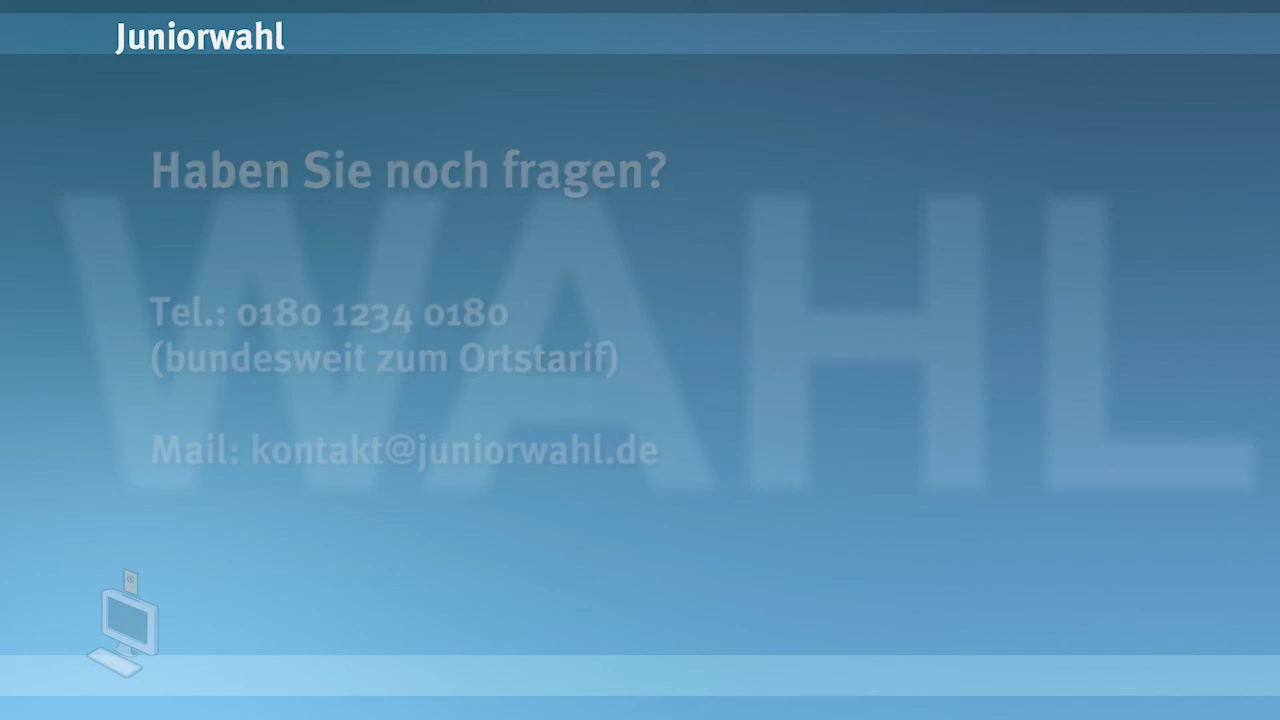 Juniorwahl
Haben Sie noch fragen?
WAHL
Tel.: 0180 1234 0180
(bundesweit zum Ortstarif)
Mail: kontakt@juniorwahl.de